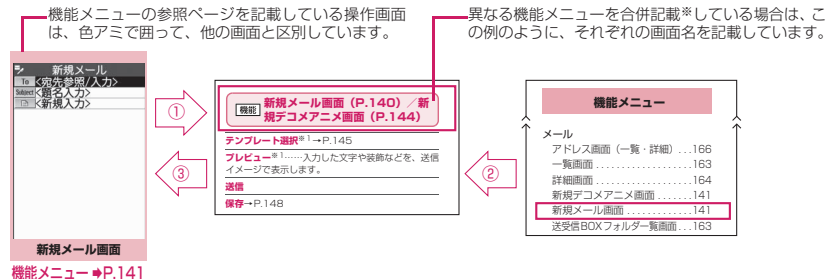 機能メニューの参照ページを記載している操作画面
は、色アミで囲って、他の画面と区別しています。
異なる機能メニューを合併記載※している場合は、こ
の例のように、それぞれの画面名を記載しています。
新規メール
To <宛先参照/入力>
Subject <題名入力>
<新規入力>
新規メール画面
機能メニュー➡P.141
①
③
機能 新規メール画面（P.140）／新
規デコメアニメ画面（P.144）
テンプレート選択※1→P.145
プレビュー※1……入力した文字や装飾などを、送信
イメージで表示します。
送信
保存→P.148
②
機能メニュー
メール
アドレス画面（一覧・詳細）...166
一覧画面..................163
詳細画面..................164
新規デコメアニメ画面.......141
新規メール画面.............141
送受信BOXフォルダ一覧画面...163